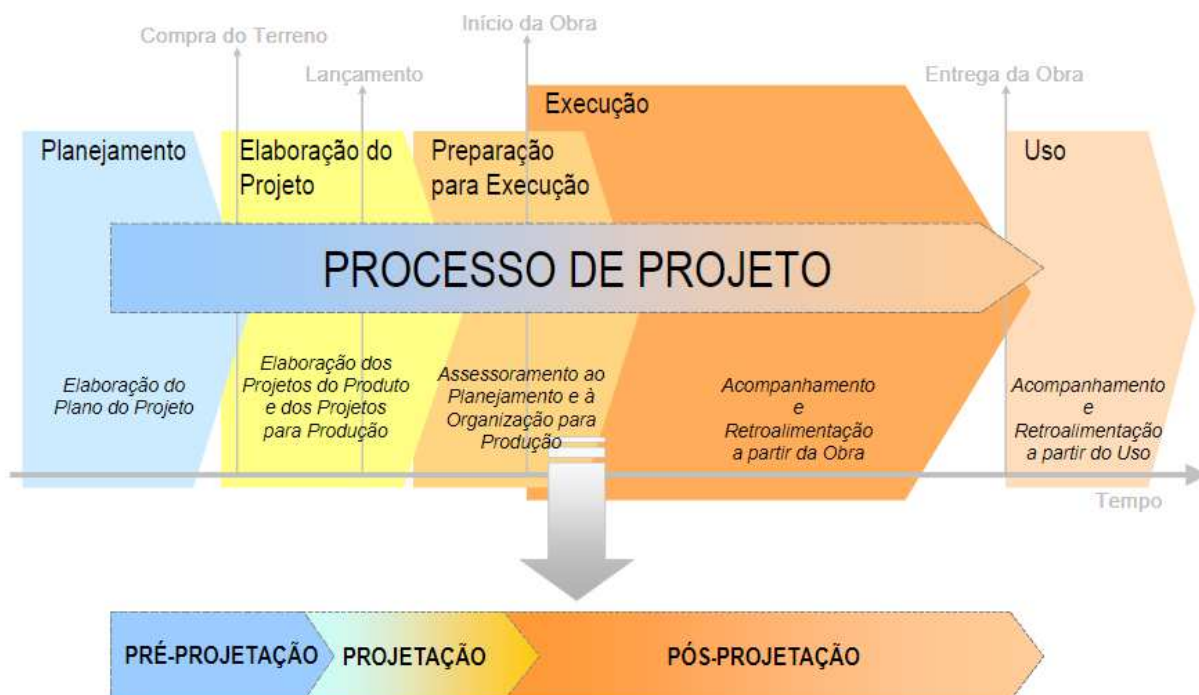 Compra do Terreno
Início da Obra
Lançamento
Entrega da Obra
Planejamento
Elaboração do
Projeto
Preparação
para Execução
Execução
Uso
PROCESSO DE PROJETO
Elaboração do
Plano do Projeto
Elaboração dos
Projetos do Produto
e dos Projetos
para Produção
Assessoramento ao
Planejamento e à
Organização para
Produção
Acompanhamento
e
Retroalimentação
a partir da Obra
Acompanhamento
e
Retroalimentação
a partir do Uso
Tempo
PRÉ-PROJETAÇÃO
PROJETAÇÃO
PÓS-PROJETAÇÃO